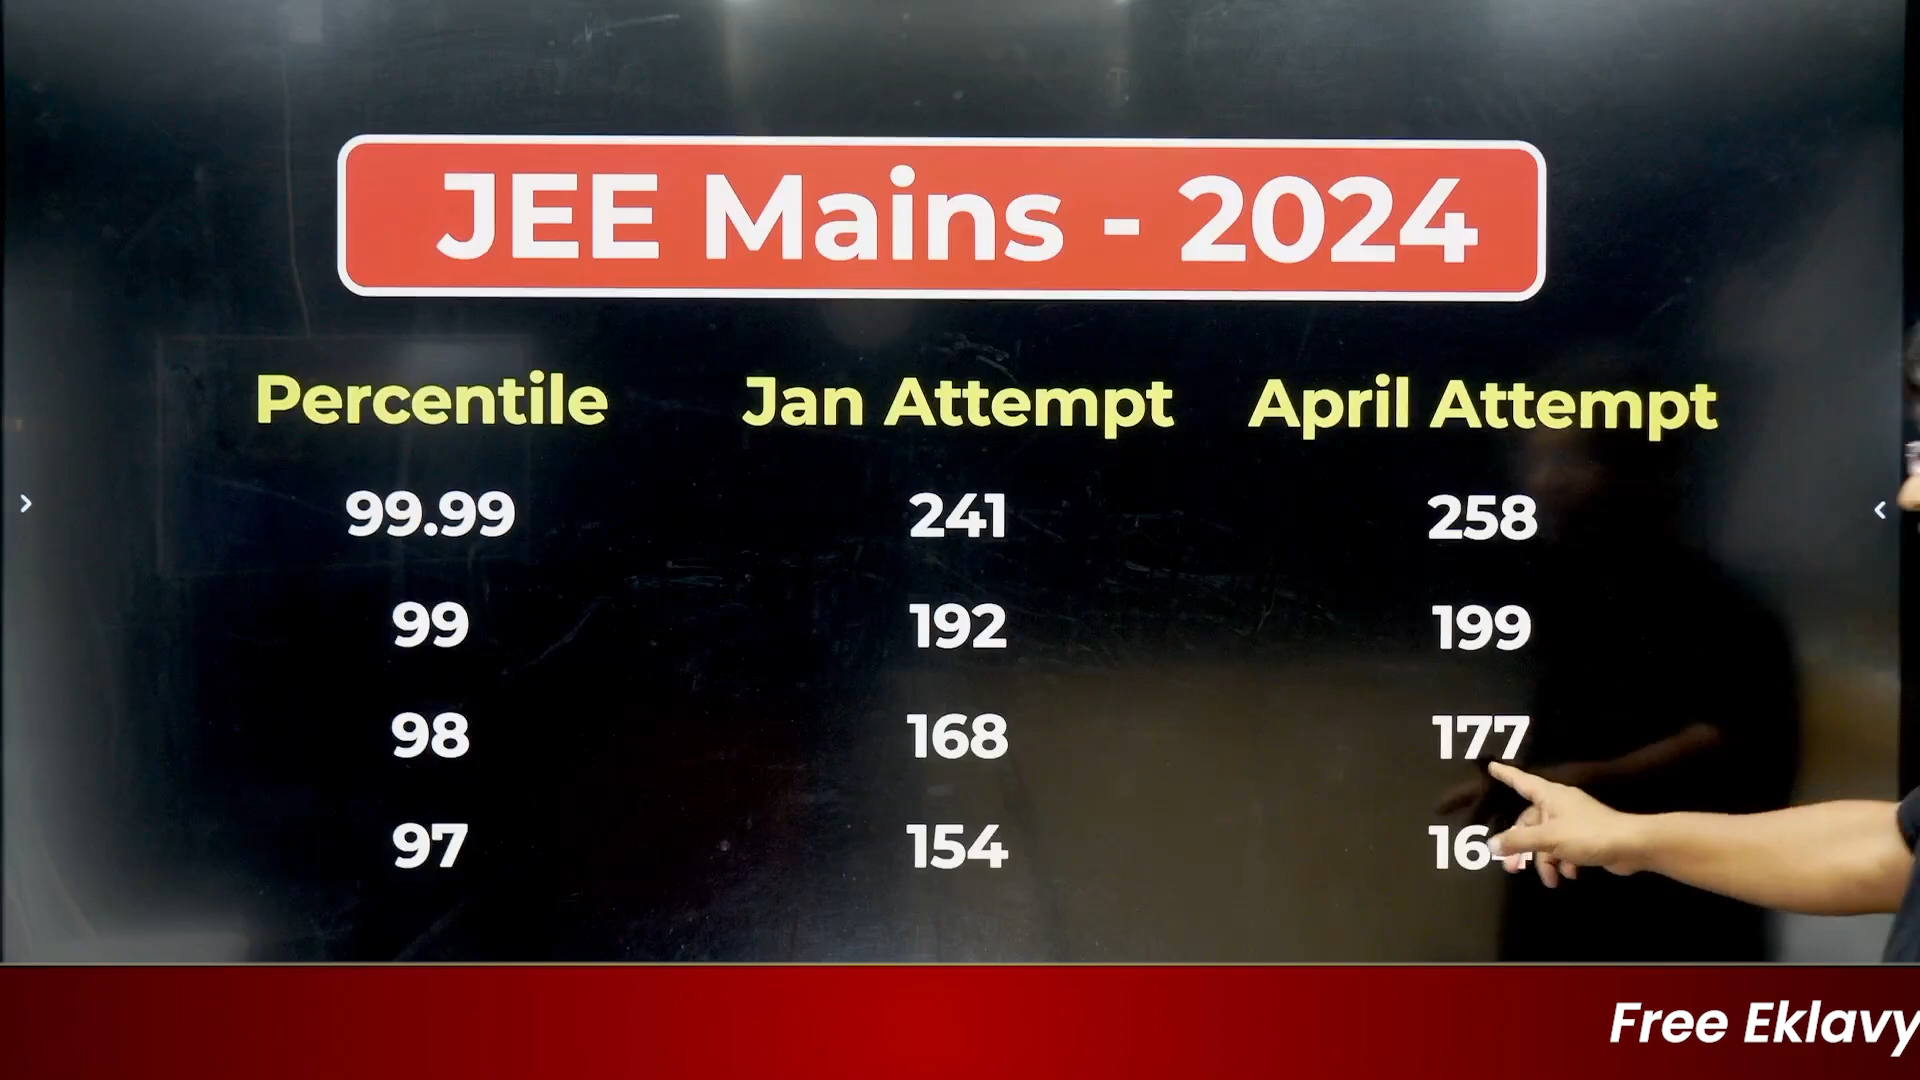 JEE Mains - 2024
Percentile Jan Attempt April Attempt
99.99 241 258
99 192 199
98 168 177
97 154
Free